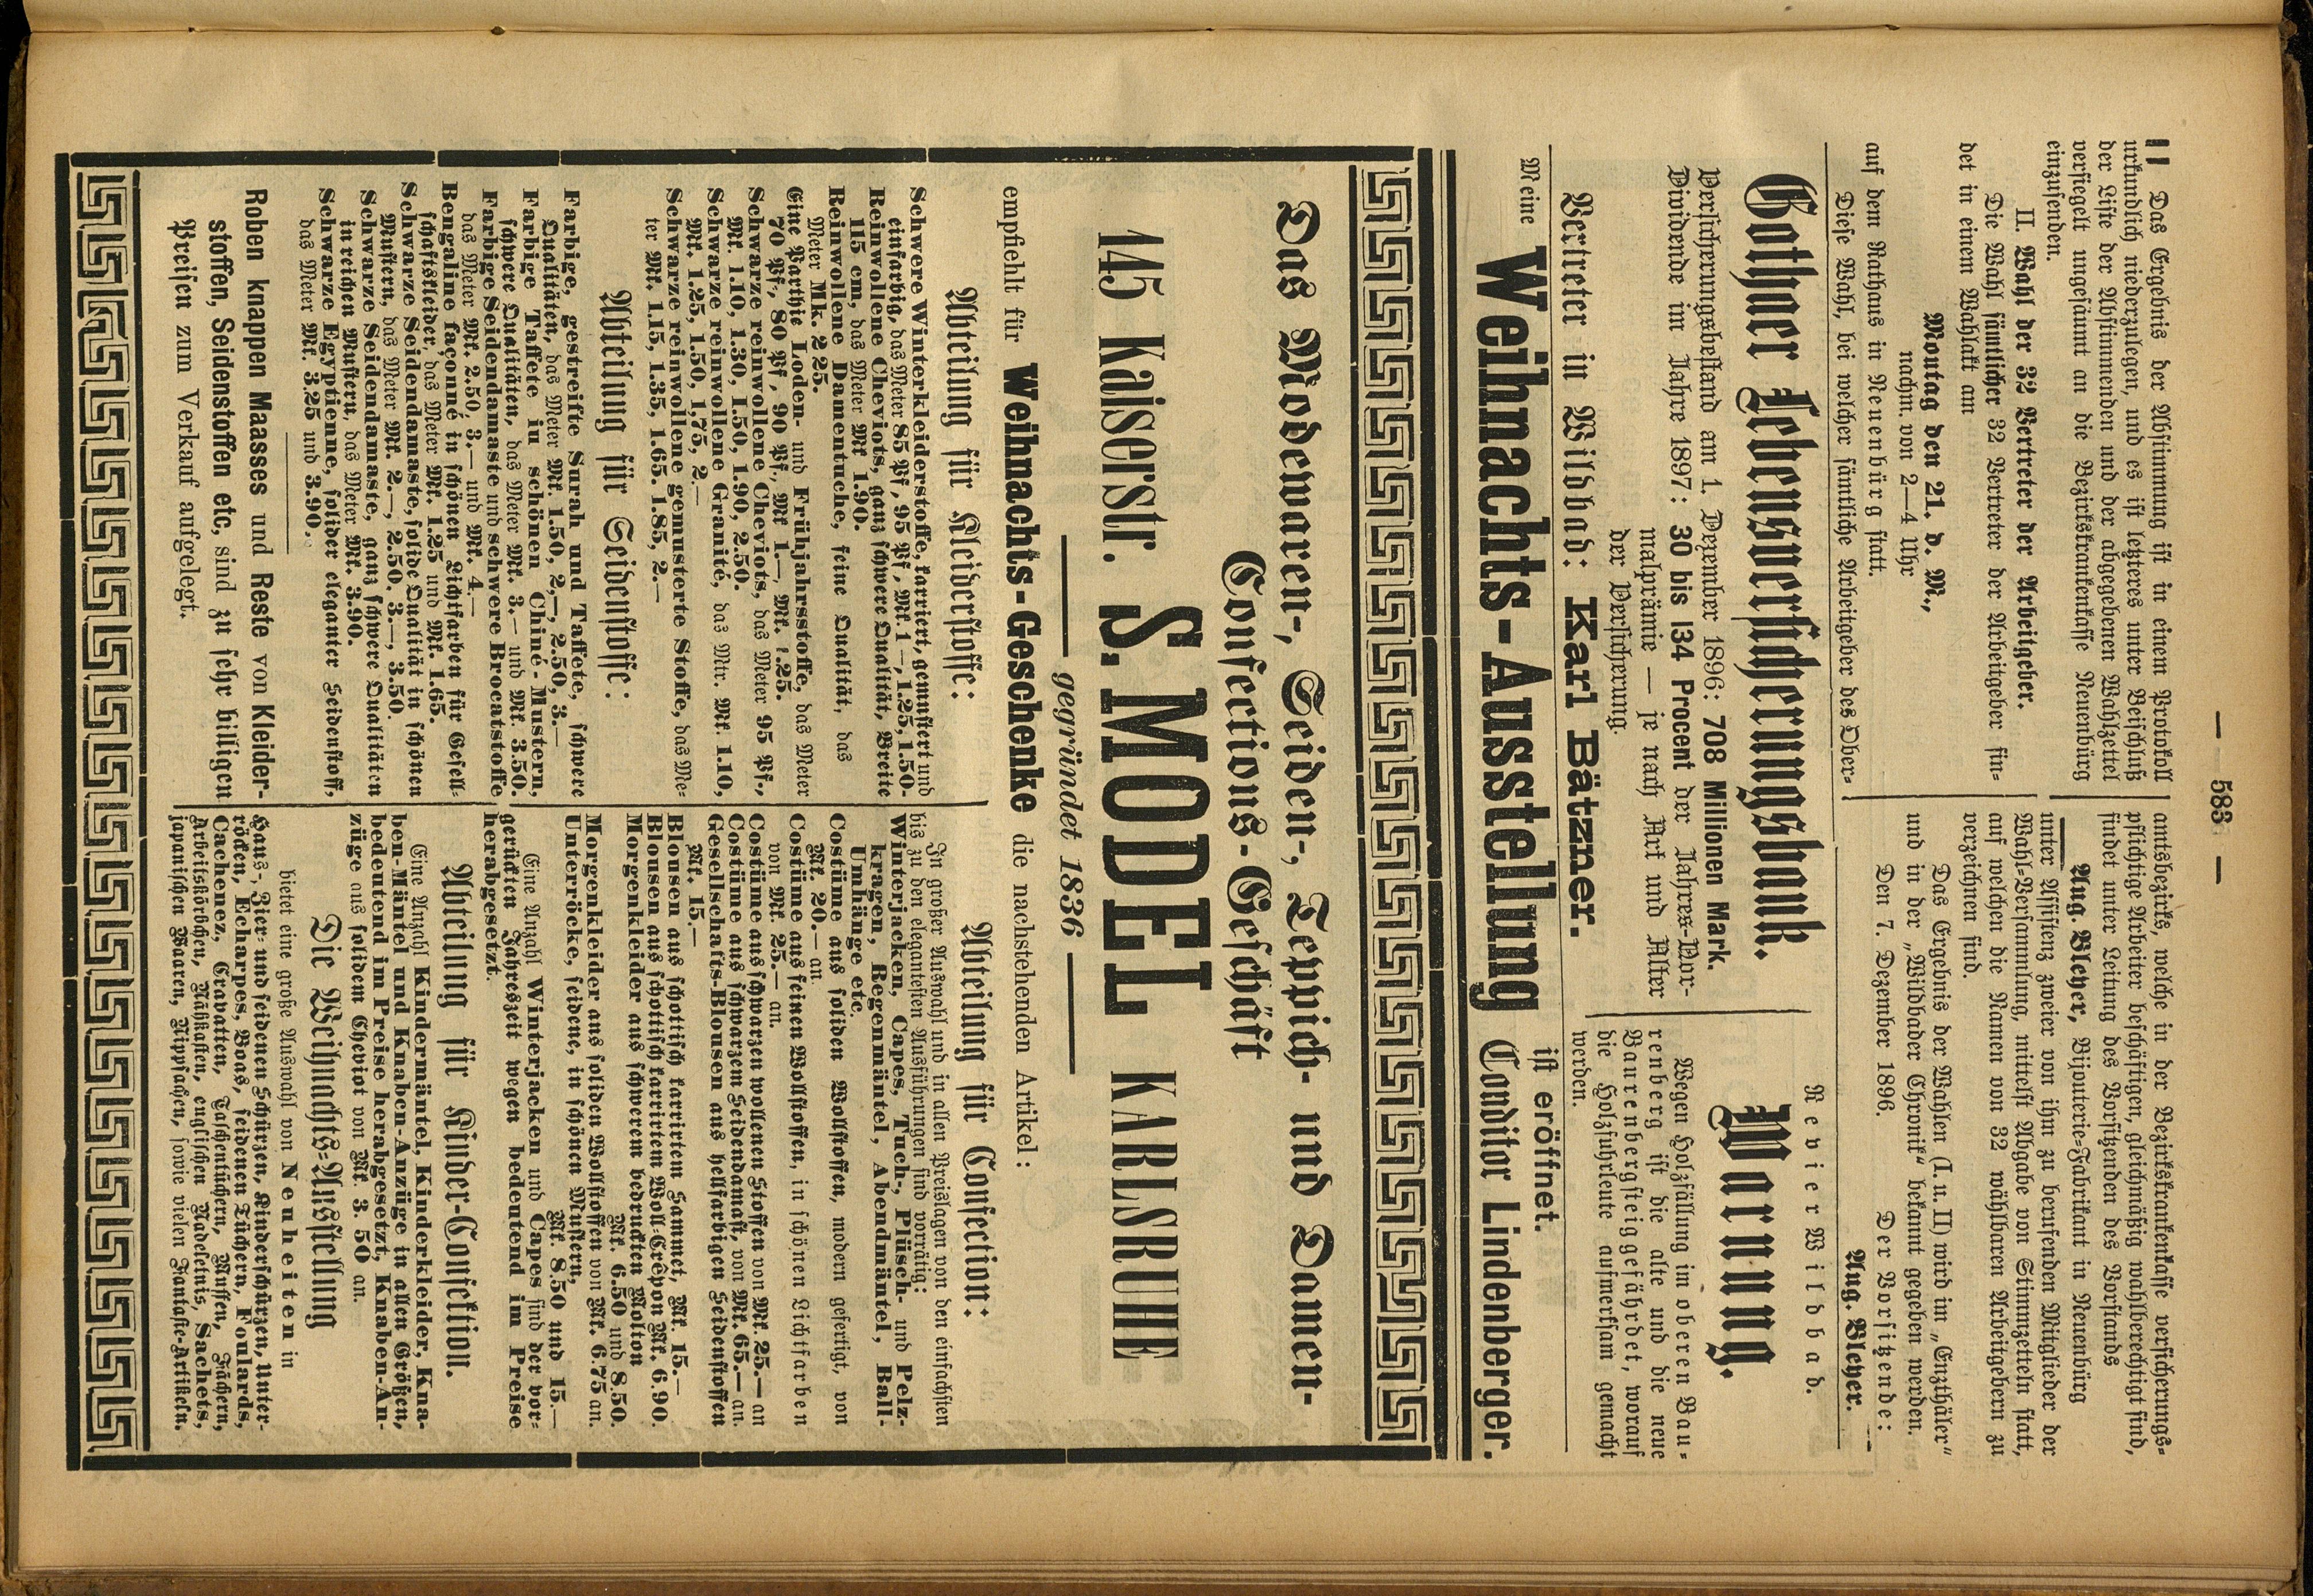 — 583 —
Das Ergebnis der Abstimmung ist in einem Protokoll
urkundlich niederzulegen, und es ist letzteres unter Beischluß
der Liste der Abstimmenden und der abgegebenen Wahlzettel
versiegelt ungesäumt an die Bezirkskrankenkasse Neuenbürg
einzusenden.
II. Wahl der 32 Vertreter der Arbeitgeber.
Die Wahl sämtlicher 32 Vertreter der Arbeitgeber fin-
det in einem Wahlakt am
Montag den 21. d. M.,
nachm. von 2—4 Uhr
auf dem Rathaus in Neuenbürg statt.
Diese Wahl, bei welcher sämtliche Arbeitgeber des Ober-
amtsbezirks, welche in der Bezirkskrankenkasse versicherungs-
pflichtige Arbeiter beschäftigen, gleichmäßig wahlberechtigt sind,
findet unter Leitung des Vorsitzenden des Vorstands
Aug. Bleyer, Bijouterie-Fabrikant in Neuenbürg
unter Assistenz zweier von ihm zu berufenden Mitglieder der
Wahl-Versammlung, mittelst Abgabe von Stimmzetteln statt,
auf welchen die Namen von 32 wählbaren Arbeitgebern zu
verzeichnen sind.
Das Ergebnis der Wahlen (I. u. II) wird im „Enzthäler“
und in der „Wildbader Chronik“ bekannt gegeben werden.
Den 7. Dezember 1896. Der Vorsitzende:
Aug. Bleyer.
Gothaer Lebensversicherungsbank.
Versicherungsbestand am 1. Dezember 1896: 708 Millionen Mark.
Dividende im Jahre 1897: 30 bis 134 Procent der Jahres-Nor-
malprämie — je nach Art und Alter
der Versicherung.
Vertreter in Wildbad: Karl Bätzner.
Revier Wildbad.
Warnung.
Wegen Holzfällung im oberen Bau-
renberg ist die alte und die neue
Baurenbergsteig gefährdet, worauf
die Holzfuhrleute aufmerksam gemacht
werden.
Meine Weihnachts-Ausstellung ist eröffnet.
Conditor Lindenberger.
Das Modewaren-, Seiden-, Teppich- und Damen-
Confections-Geschäft
145 Kaiserstr. S. MODEL KARLSRUHE
gegründet 1836
empfiehlt für Weihnachts-Geschenke die nachstehenden Artikel:
Abteilung für Kleiderstoffe:
Schwere Winterkleiderstoffe, karriert, gemustert und
einfarbig, das Meter 85 Pf, 95 Pf, Mk. 1—, 1.25, 1.50-
Reinwollene Cheviots, ganz schwere Qualität, Breite
115 cm, das Meter Mk 1.90.
Reinwollene Damentuche, feine Qualität, das
Meter Mk. 2 25.
Eine Parthie Loden- und Frühjahrsstoffe, das Meter
70 Pf., 80 Pf, 90 Pf., Mk 1.—, Mk. 1.25.
Schwarze reinwollene Cheviots, das Meter 95 Pf.,
Mk. 1.10, 1.30, 1.50, 1.90, 2.50.
Schwarze reinwollene Granité, das Mtr. Mk. 1.10,
Mk. 1.25, 1.50, 1,75, 2.—
Schwarze reinwollene gemusterte Stoffe, das Me-
ter Mk. 1.15, 1.35, 1.65. 1.85, 2.—
Abteilung für Seidenstoffe:
Farbige, gestreifte Surah und Taffete, schwere
Qualitäten, das Meter Mk. 1.50, 2,—, 2.50, 3.—
Farbige Taffete in schönen Chiné-Mustern,
schwere Qualitäten, das Meter Mk. 3.— und Mk. 3.50.
Farbige Seidendamaste und schwere Brocatstoffe
das Meter Mk. 2.50, 3.— und Mk. 4.—
Bengaline façonné in schönen Lichtfarben für Gesell-
schaftskleider, das Meter Mk. 1.25 und Mk. 1.65.
Schwarze Seidendamaste, solide Qualität in schönen
Mustern, das Meter Mk. 2.—, 2.50, 3.—, 3.50.
Schwarze Seidendamaste, ganz schwere Qualitäten
in reichen Mustern, das Meter Mk. 3.90.
Schwarze Egyptienne, solider eleganter Seidenstoff,
das Meter Mk. 3.25 und 3.90.
Roben knappen Maasses und Reste von Kleider-
stoffen, Seidenstoffen etc, sind zu sehr billigen
Preisen zum Verkauf aufgelegt.
Abteilung für Confection:
In großer Auswahl und in allen Preislagen von den einfachsten
bis zu den elegantesten Ausführungen sind vorrätig:
Winterjacken, Capes, Tuch-, Plüsch- und Pelz-
kragen, Regenmäntel, Abendmäntel, Ball-
Umhänge etc.
Costüme aus soliden Wollstoffen, modern gefertigt, von
Mk. 20.— an.
Costüme aus feinen Wollstoffen, in schönen Lichtfarben
von Mk. 25.— an.
Costüme aus schwarzen wollenen Stoffen von Mk. 25.— an
Costüme aus schwarzem Seidendamast, von Mk. 65.— an.
Gesellschafts-Blousen aus hellfarbigen Seidenstoffen
Mk. 15.—
Blousen aus schottisch karrirtem Sammet, Mk. 15.—
Blousen aus schottisch karrirtem Woll-Crêpon Mk. 6.90.
Morgenkleider aus schwerem bedruckten Molton
Mk. 6.50 und 8.50.
Morgenkleider aus soliden Wollstoffen von Mk. 6.75 an.
Unterröcke, seidene, in schönen Mustern,
Mk. 8.50 und 15.—
Eine Anzahl Winterjacken und Capes sind der vor-
gerückten Jahreszeit wegen bedeutend im Preise
herabgesetzt.
Abteilung für Kinder-Confektion.
Eine Anzahl Kindermäntel, Kinderkleider, Kna-
ben-Mäntel und Knaben-Anzüge in allen Größen,
bedeutend im Preise herabgesetzt, Knaben-An-
züge aus solidem Cheviot von Mk. 3. 50 an.
Die Weihnachts-Ausstellung
bietet eine große Auswahl von Neuheiten in
Haus-, Zier- und seidenen Schürzen, Kinderschürzen, Unter-
röcken, Echarpes, Boas, seidenen Tüchern, Foulards,
Cachenez, Cravatten, Taschentüchern, Muffen, Fächern,
Arbeitskörbchen, Nähkasten, englischen Nadeletuis, Sachets,
japanischen Waaren, Nippsachen, sowie vielen Fantasie-Artikeln.